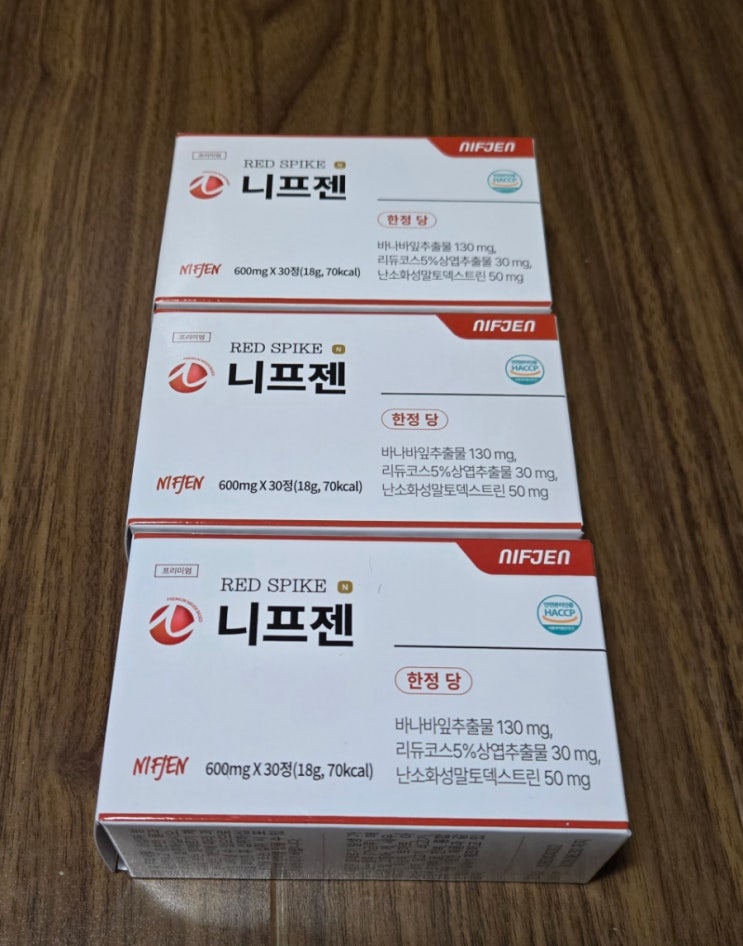 NIFJEN
프리미엄
RED SPIKE N
니프젠
HACCP
한정 당
바나바잎추출물 130 mg,
리듀코스5%상엽추출물 30 mg,
난소화성말토덱스트린 50 mg
NIFJEN 600mg X 30정(18g, 70kcal)
NIFJEN
프리미엄
RED SPIKE N
니프젠
HACCP
한정 당
바나바잎추출물 130 mg,
리듀코스5%상엽추출물 30 mg,
난소화성말토덱스트린 50 mg
NIFJEN 600mg X 30정(18g, 70kcal)
NIFJEN
프리미엄
RED SPIKE N
니프젠
HACCP
한정 당
바나바잎추출물 130 mg,
리듀코스5%상엽추출물 30 mg,
난소화성말토덱스트린 50 mg
NIFJEN 600mg X 30정(18g, 70kcal)